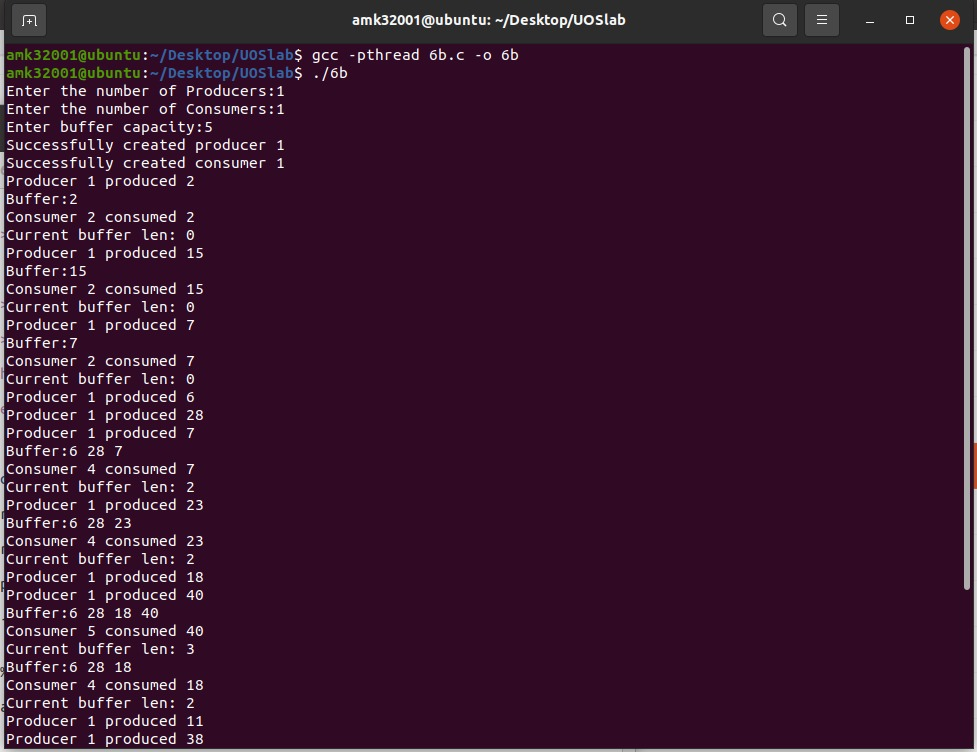 amk32001@ubuntu: ~/Desktop/UOSlab
amk32001@ubuntu:~/Desktop/UOSlab$ gcc -pthread 6b.c -o 6b
amk32001@ubuntu:~/Desktop/UOSlab$ ./6b
Enter the number of Producers:1
Enter the number of Consumers:1
Enter buffer capacity:5
Successfully created producer 1
Successfully created consumer 1
Producer 1 produced 2
Buffer:2
Consumer 2 consumed 2
Current buffer len: 0
Producer 1 produced 15
Buffer:15
Consumer 2 consumed 15
Current buffer len: 0
Producer 1 produced 7
Buffer:7
Consumer 2 consumed 7
Current buffer len: 0
Producer 1 produced 6
Producer 1 produced 28
Producer 1 produced 7
Buffer:6 28 7
Consumer 4 consumed 7
Current buffer len: 2
Producer 1 produced 23
Buffer:6 28 23
Consumer 4 consumed 23
Current buffer len: 2
Producer 1 produced 18
Producer 1 produced 40
Buffer:6 28 18 40
Consumer 5 consumed 40
Current buffer len: 3
Buffer:6 28 18
Consumer 4 consumed 18
Current buffer len: 2
Producer 1 produced 11
Producer 1 produced 38